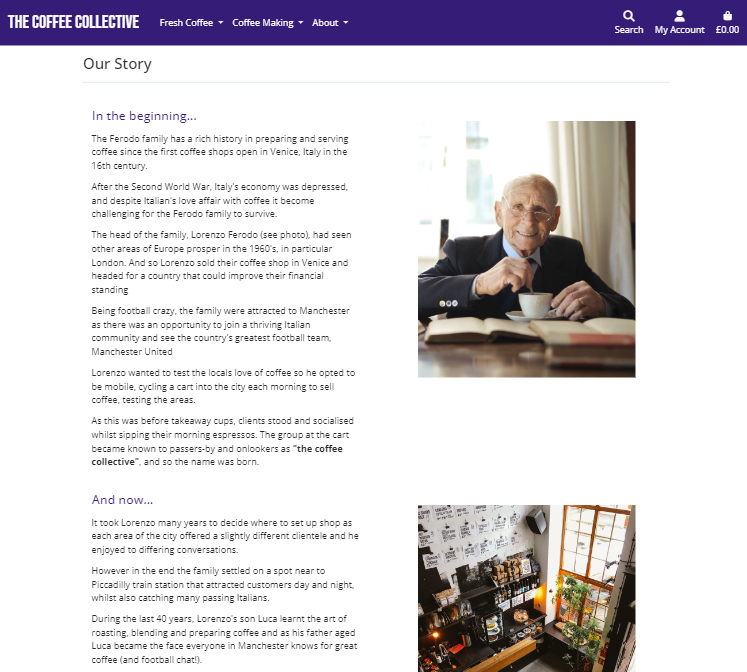 THE COFFEE COLLECTIVE
Fresh Coffee
Coffee Making
About
Search
My Account
£0.00
Our Story
In the beginning...
The Ferodo family has a rich history in preparing and serving
coffee since the first coffee shops open in Venice, Italy in the
16th century.
After the Second World War, Italy's economy was depressed,
and despite Italian's love affair with coffee it become
challenging for the Ferodo family to survive.
The head of the family, Lorenzo Ferodo (see photo), had seen
other areas of Europe prosper in the 1960's, in particular
London. And so Lorenzo sold their coffee shop in Venice and
headed for a country that could improve their financial
standing
Being football crazy, the family were attracted to Manchester
as there was an opportunity to join a thriving Italian
community and see the country's greatest football team,
Manchester United
Lorenzo wanted to test the locals love of coffee so he opted to
be mobile, cycling a cart into the city each morning to sell
coffee, testing the areas.
As this was before takeaway cups, clients stood and socialised
whilst sipping their morning espressos. The group at the cart
became known to passers-by and onlookers as "the coffee
collective", and so the name was born.
And now...
It took Lorenzo many years to decide where to set up shop as
each area of the city offered a slightly different clientele and he
enjoyed to differing conversations.
However in the end the family settled on a spot near to
Piccadilly train station that attracted customers day and night,
whilst also catching many passing Italians.
During the last 40 years, Lorenzo's son Luca learnt the art of
roasting, blending and preparing coffee and as his father aged
Luca became the face everyone in Manchester knows for great
coffee (and football chat!).